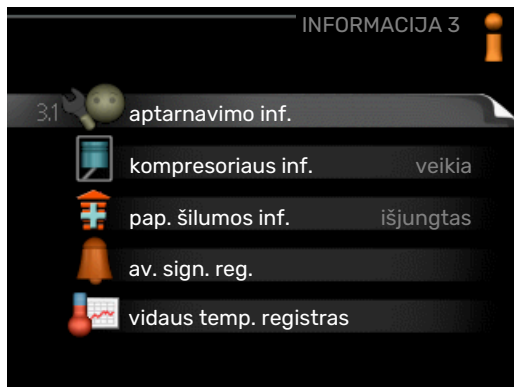 INFORMACIJA 3
3.1 aptarnavimo inf.
kompresoriaus inf. veikia
pap. šilumos inf. išjungtas
av. sign. reg.
vidaus temp. registras